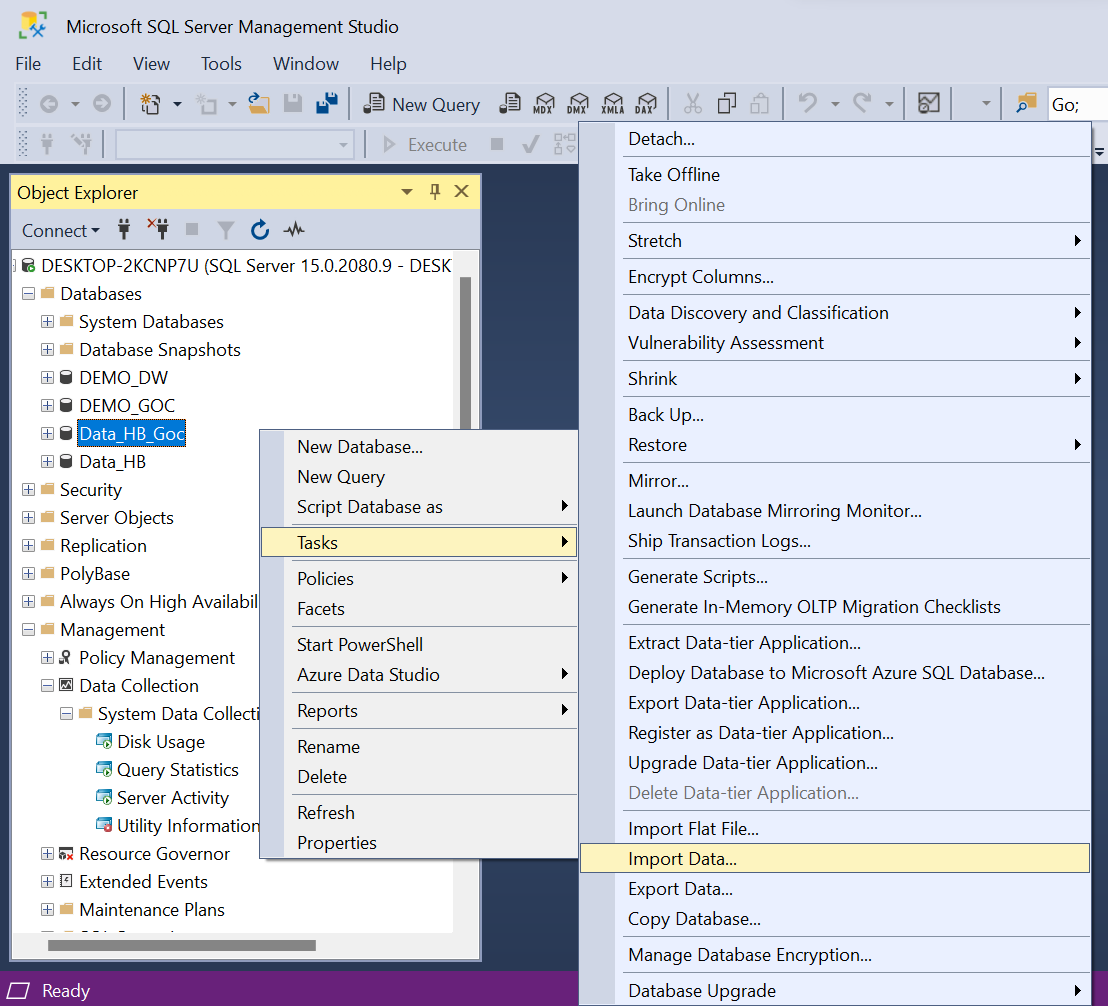 Microsoft SQL Server Management Studio
File Edit View Tools Window Help
New Query MDX DMX XMLA DAX Go;
Execute
Object Explorer
Connect
DESKTOP-2KCNP7U (SQL Server 15.0.2080.9 - DESK
Databases
System Databases
Database Snapshots
DEMO_DW
DEMO_GOC
Data_HB_Goc
Data_HB
Security
Server Objects
Replication
PolyBase
Always On High Availabil
Management
Policy Management
Data Collection
System Data Collecti
Disk Usage
Query Statistics
Server Activity
Utility Information
Resource Governor
Extended Events
Maintenance Plans
New Database...
New Query
Script Database as
Tasks
Policies
Facets
Start PowerShell
Azure Data Studio
Reports
Rename
Delete
Refresh
Properties
Detach...
Take Offline
Bring Online
Stretch
Encrypt Columns...
Data Discovery and Classification
Vulnerability Assessment
Shrink
Back Up...
Restore
Mirror...
Launch Database Mirroring Monitor...
Ship Transaction Logs...
Generate Scripts...
Generate In-Memory OLTP Migration Checklists
Extract Data-tier Application...
Deploy Database to Microsoft Azure SQL Database...
Export Data-tier Application...
Register as Data-tier Application...
Upgrade Data-tier Application...
Delete Data-tier Application...
Import Flat File...
Import Data...
Export Data...
Copy Database...
Manage Database Encryption...
Database Upgrade
Ready